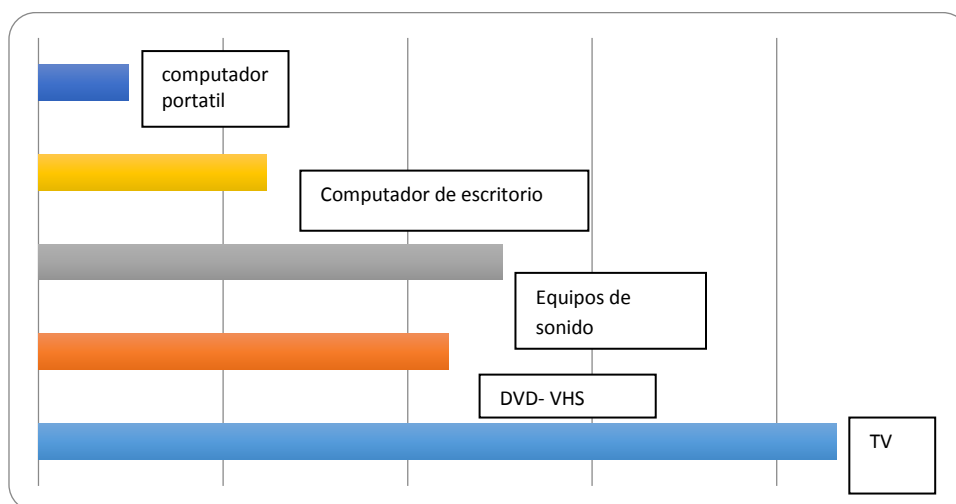 computador
portatil
Computador de escritorio
Equipos de
sonido
DVD- VHS
TV